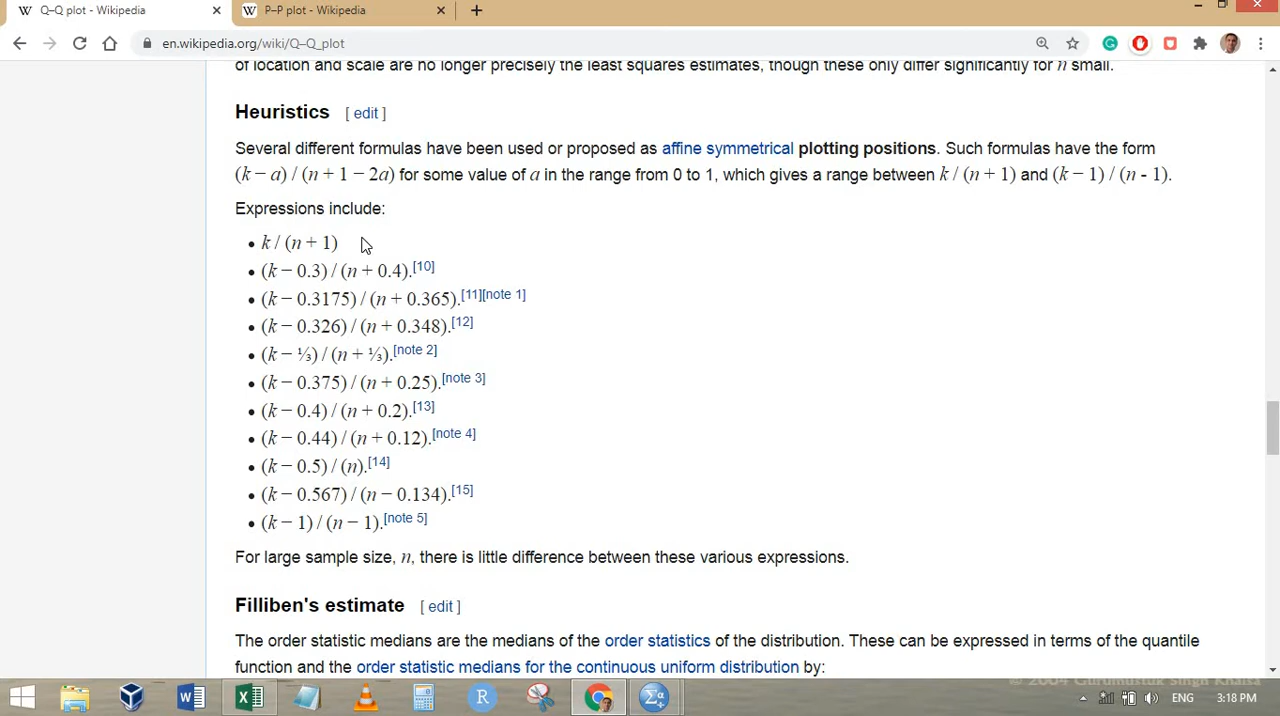 Q–Q plot - Wikipedia
P–P plot - Wikipedia
en.wikipedia.org/wiki/Q–Q_plot
of location and scale are no longer precisely the least squares estimates, though these only differ significantly for n small.
Heuristics [ edit ]
Several different formulas have been used or proposed as affine symmetrical plotting positions. Such formulas have the form
(k − a) / (n + 1 − 2a) for some value of a in the range from 0 to 1, which gives a range between k / (n + 1) and (k − 1) / (n - 1).
Expressions include:
• k / (n + 1)
• (k − 0.3) / (n + 0.4).[10]
• (k − 0.3175) / (n + 0.365).[11][note 1]
• (k − 0.326) / (n + 0.348).[12]
• (k − ⅓) / (n + ⅓).[note 2]
• (k − 0.375) / (n + 0.25).[note 3]
• (k − 0.4) / (n + 0.2).[13]
• (k − 0.44) / (n + 0.12).[note 4]
• (k − 0.5) / (n).[14]
• (k − 0.567) / (n − 0.134).[15]
• (k − 1) / (n − 1).[note 5]
For large sample size, n, there is little difference between these various expressions.
Filliben's estimate [ edit ]
The order statistic medians are the medians of the order statistics of the distribution. These can be expressed in terms of the quantile
function and the order statistic medians for the continuous uniform distribution by:
© 2004 Gurumustuk Singh Khalsa
ENG
3:18 PM